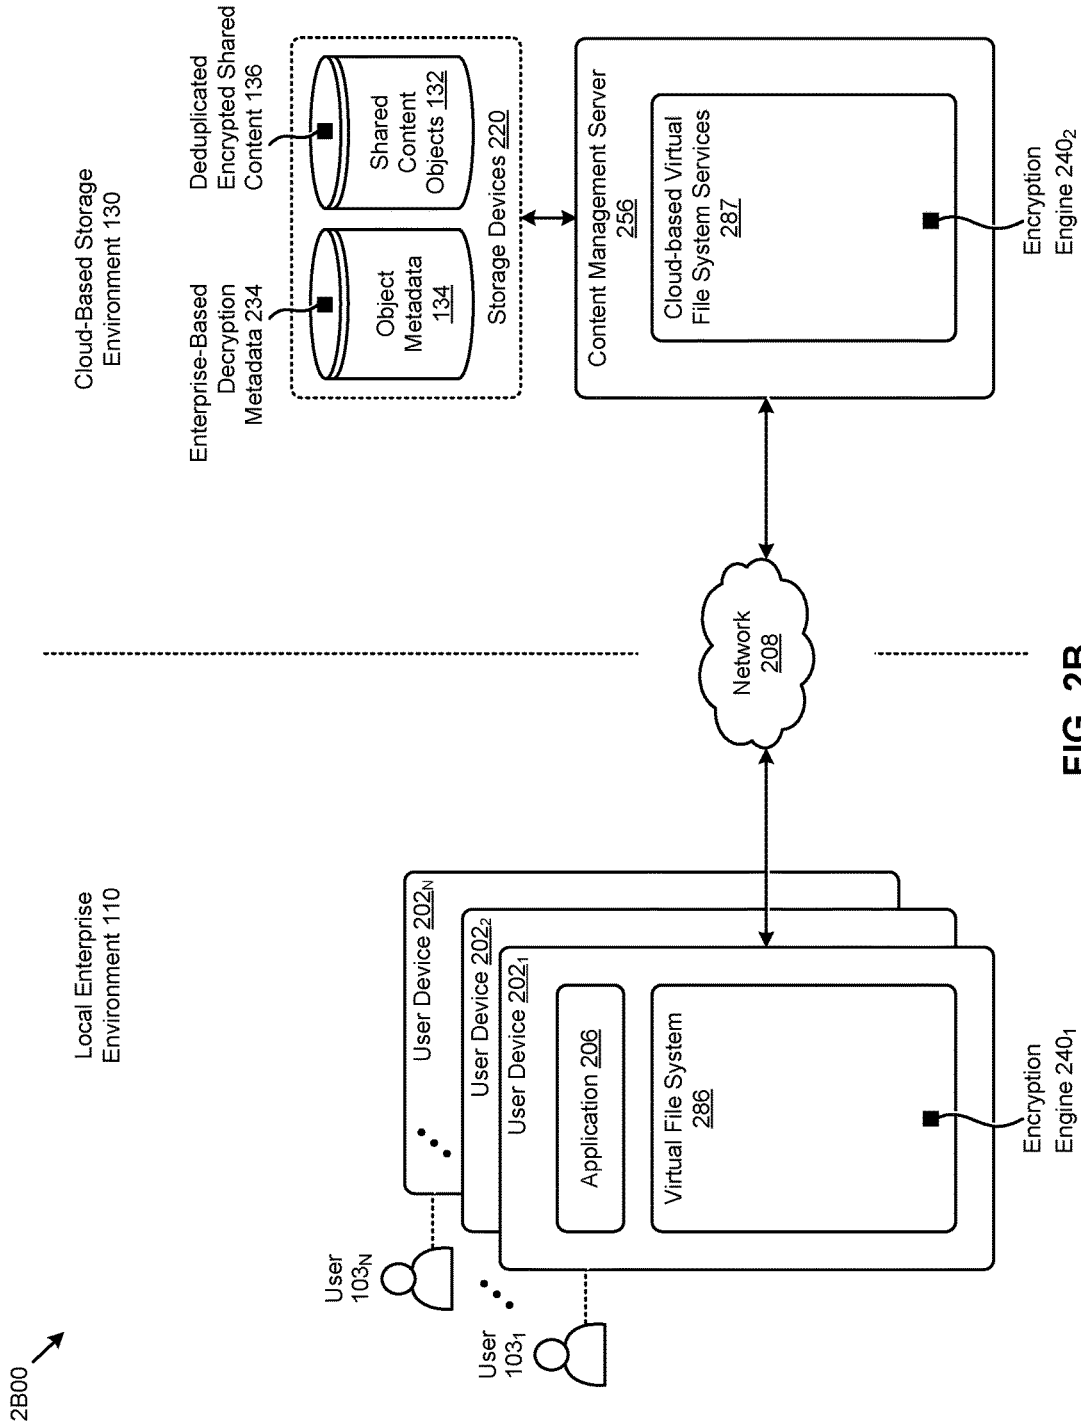 2B00
Local Enterprise
Environment 110
Cloud-Based Storage
Environment 130
User
103N
User
103₁
User Device 202N
User Device 202₂
User Device 202₁
Application 206
Virtual File System
286
Encryption
Engine 240₁
Network
208
Enterprise-Based
Decryption
Metadata 234
Deduplicated
Encrypted Shared
Content 136
Object
Metadata
134
Shared
Content
Objects 132
Storage Devices 220
Content Management Server
256
Cloud-based Virtual
File System Services
287
Encryption
Engine 240₂
FIG. 2B